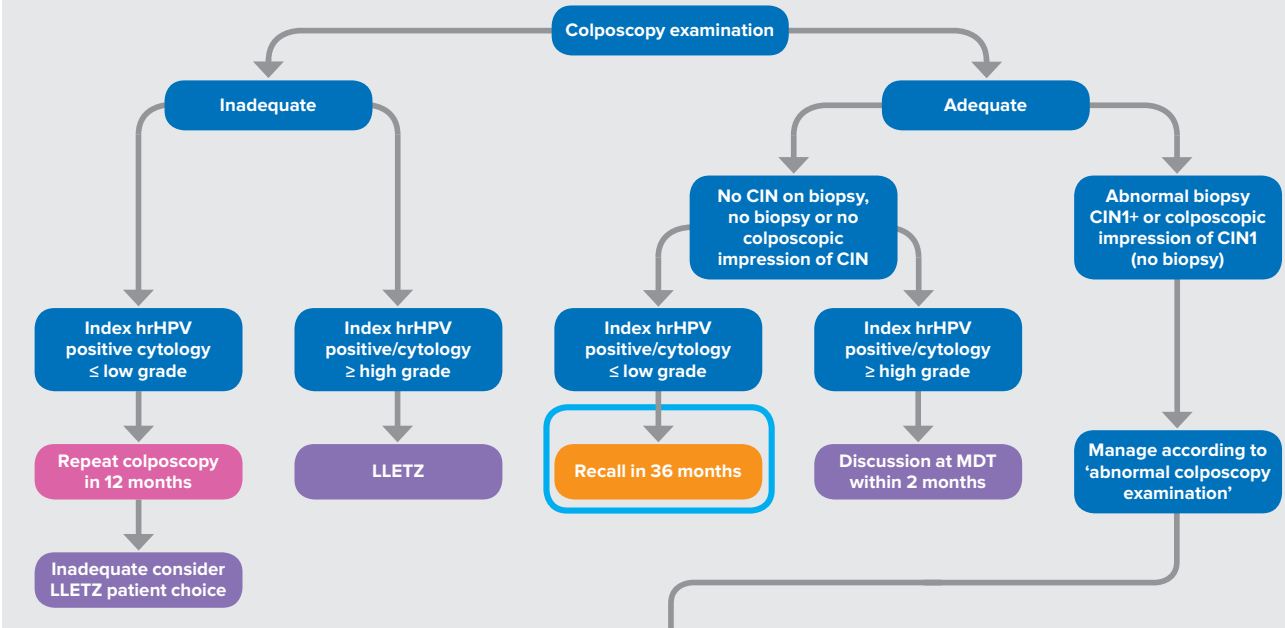 Colposcopy examination
Inadequate
Adequate
No CIN on biopsy,
no biopsy or no
colposcopic
impression of CIN
Abnormal biopsy
CIN1+ or colposcopic
impression of CIN1
(no biopsy)
Index hrHPV
positive cytology
≤ low grade
Index hrHPV
positive/cytology
≥ high grade
Index hrHPV
positive/cytology
≤ low grade
Index hrHPV
positive/cytology
≥ high grade
Repeat colposcopy
in 12 months
LLETZ
Recall in 36 months
Discussion at MDT
within 2 months
Manage according to
‘abnormal colposcopy
examination’
Inadequate consider
LLETZ patient choice